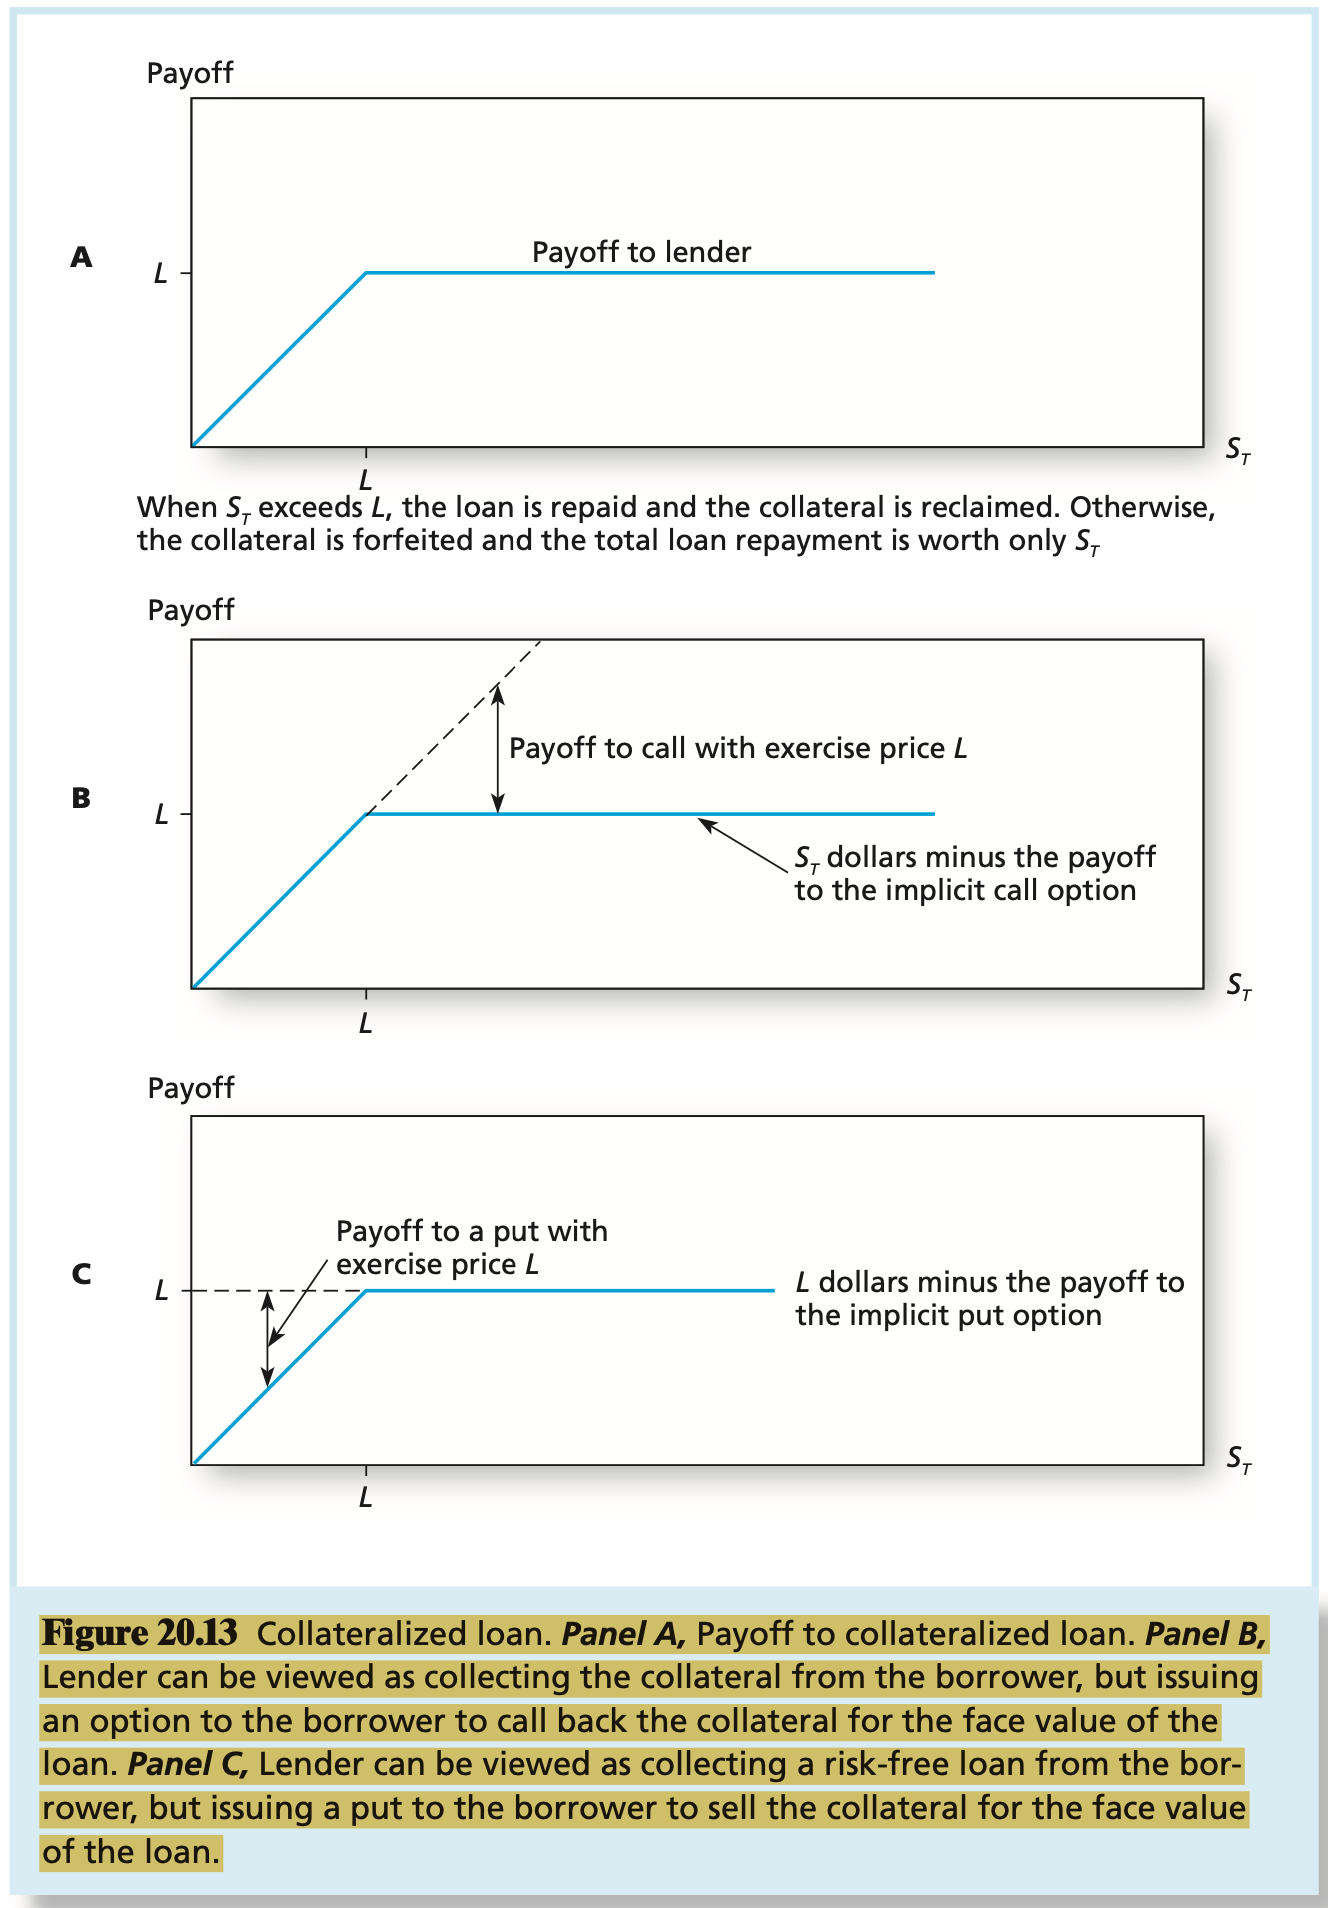 Payoff
A
L
Payoff to lender
S_T
L
When S_T exceeds L, the loan is repaid and the collateral is reclaimed. Otherwise,
the collateral is forfeited and the total loan repayment is worth only S_T
Payoff
B
Payoff to call with exercise price L
L
S_T dollars minus the payoff
to the implicit call option
S_T
L
Payoff
Payoff to a put with
exercise price L
C
L
L dollars minus the payoff to
the implicit put option
S_T
L
Figure 20.13 Collateralized loan. Panel A, Payoff to collateralized loan. Panel B,
Lender can be viewed as collecting the collateral from the borrower, but issuing
an option to the borrower to call back the collateral for the face value of the
loan. Panel C, Lender can be viewed as collecting a risk-free loan from the bor-
rower, but issuing a put to the borrower to sell the collateral for the face value
of the loan.